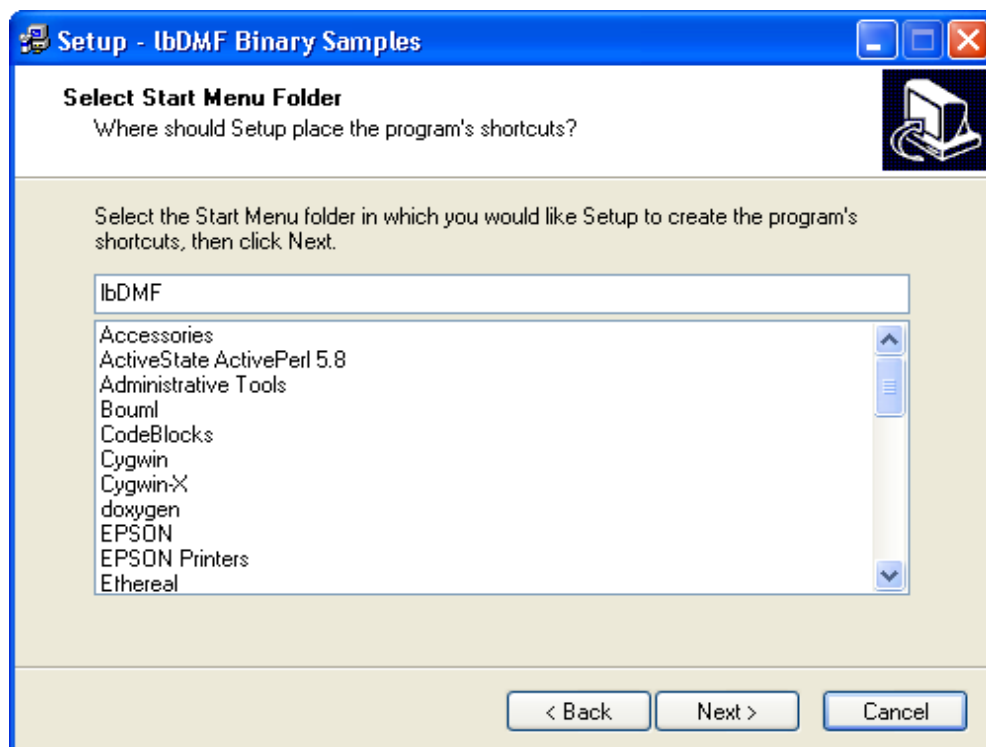 Setup - lbDMF Binary Samples
Select Start Menu Folder
Where should Setup place the program's shortcuts?
Select the Start Menu folder in which you would like Setup to create the program's
shortcuts, then click Next.
lbDMF
Accessories
ActiveState ActivePerl 5.8
Administrative Tools
Bouml
CodeBlocks
Cygwin
Cygwin-X
doxygen
EPSON
EPSON Printers
Ethereal
< Back Next > Cancel